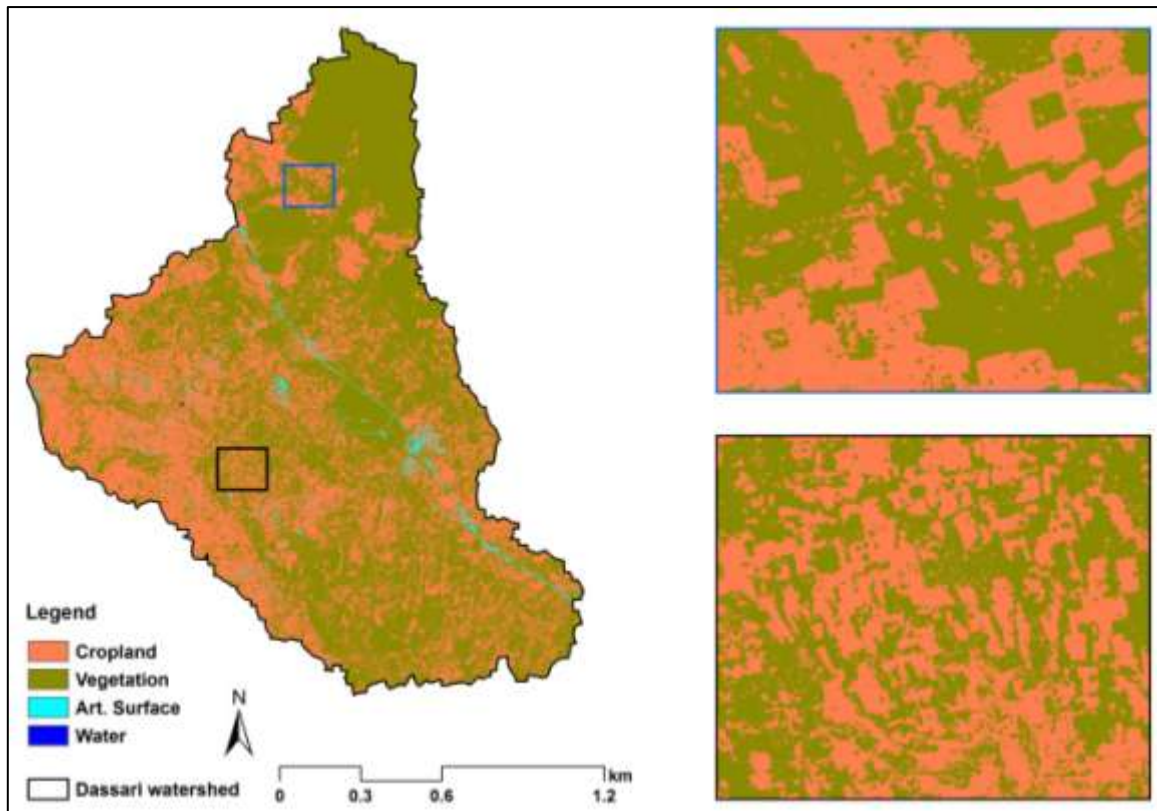 Legend
Cropland
Vegetation
Art. Surface
Water
N
Dassari watershed
km
0 0.3 0.6 1.2